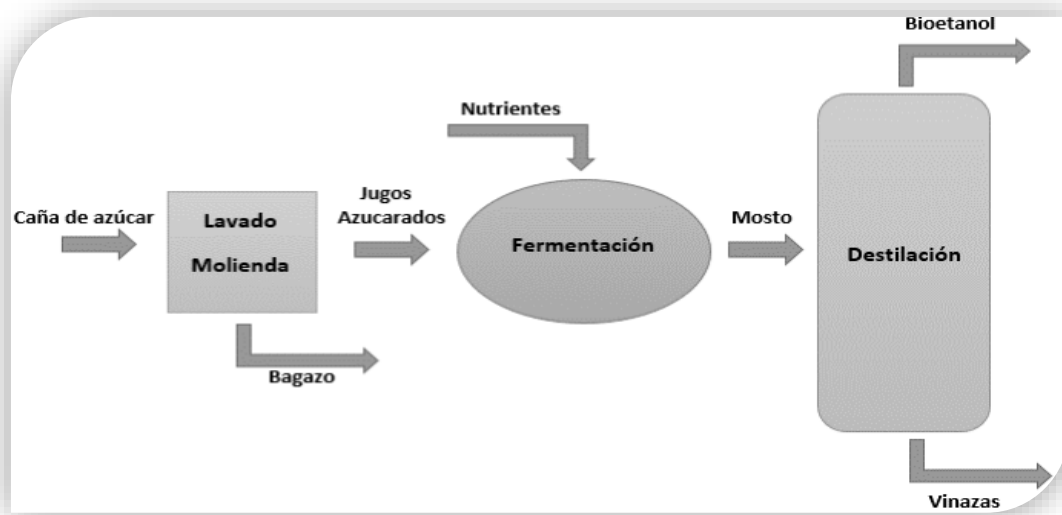 Bioetanol
Nutrientes
Caña de azúcar
Lavado
Molienda
Jugos
Azucarados
Fermentación
Mosto
Destilación
Bagazo
Vinazas